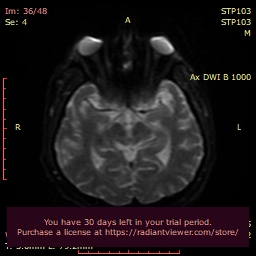 Im: 36/48
Se: 4
STP103
STP103
M
A
Ax DWI B 1000
R
L
You have 30 days left in your trial period.
Purchase a license at https://radiantviewer.com/store/